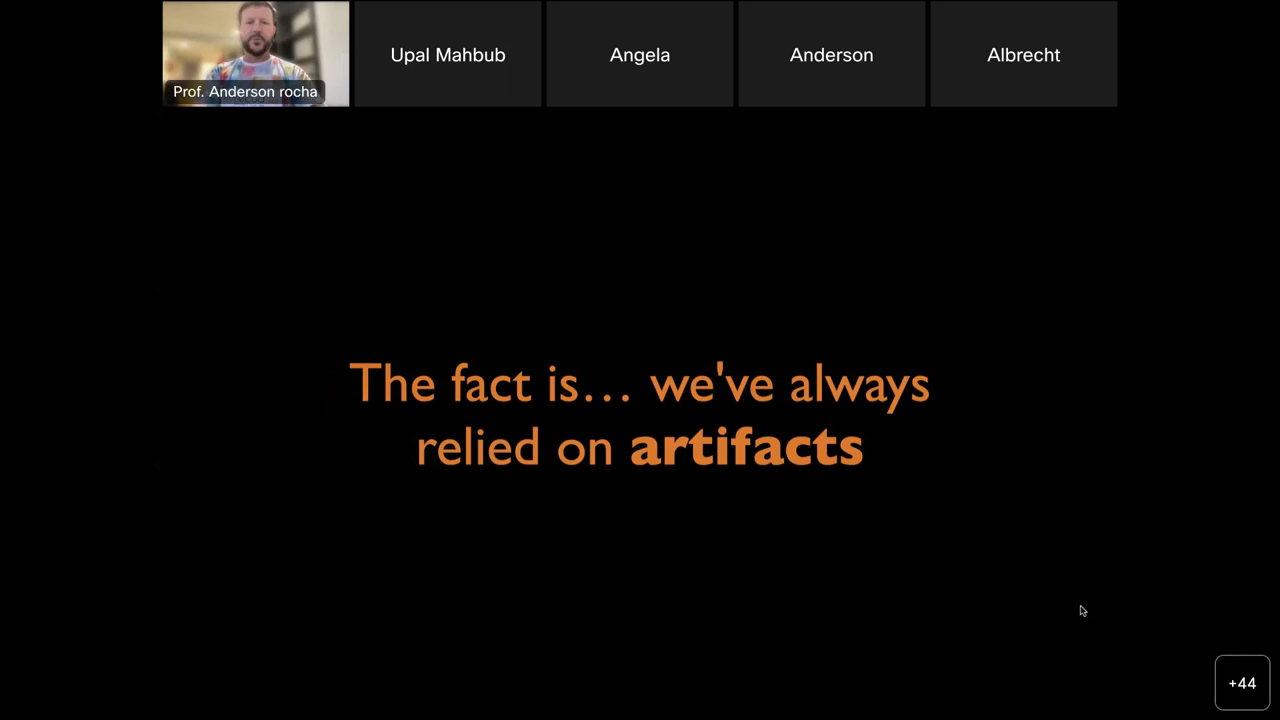 Prof. Anderson rocha
Upal Mahbub
Angela
Anderson
Albrecht
The fact is... we've always
relied on artifacts
+44